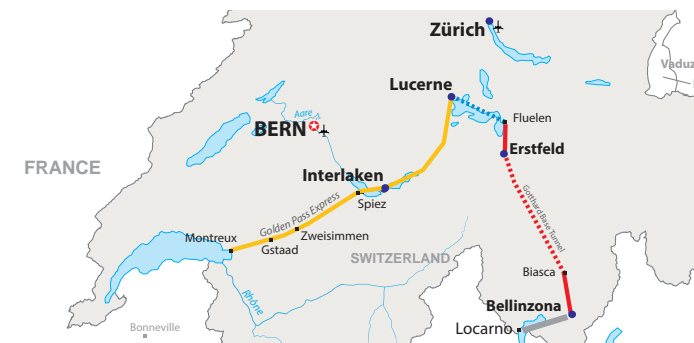 Zürich
Vaduz
Lucerne
Aare
Fluelen
BERN
Erstfeld
FRANCE
Interlaken
Spiez
Golden Pass Express
Gotthard Base Tunnel
Montreux
Zweisimmen
Gstaad
SWITZERLAND
Biasca
Rhône
Bellinzona
Bonneville
Locarno